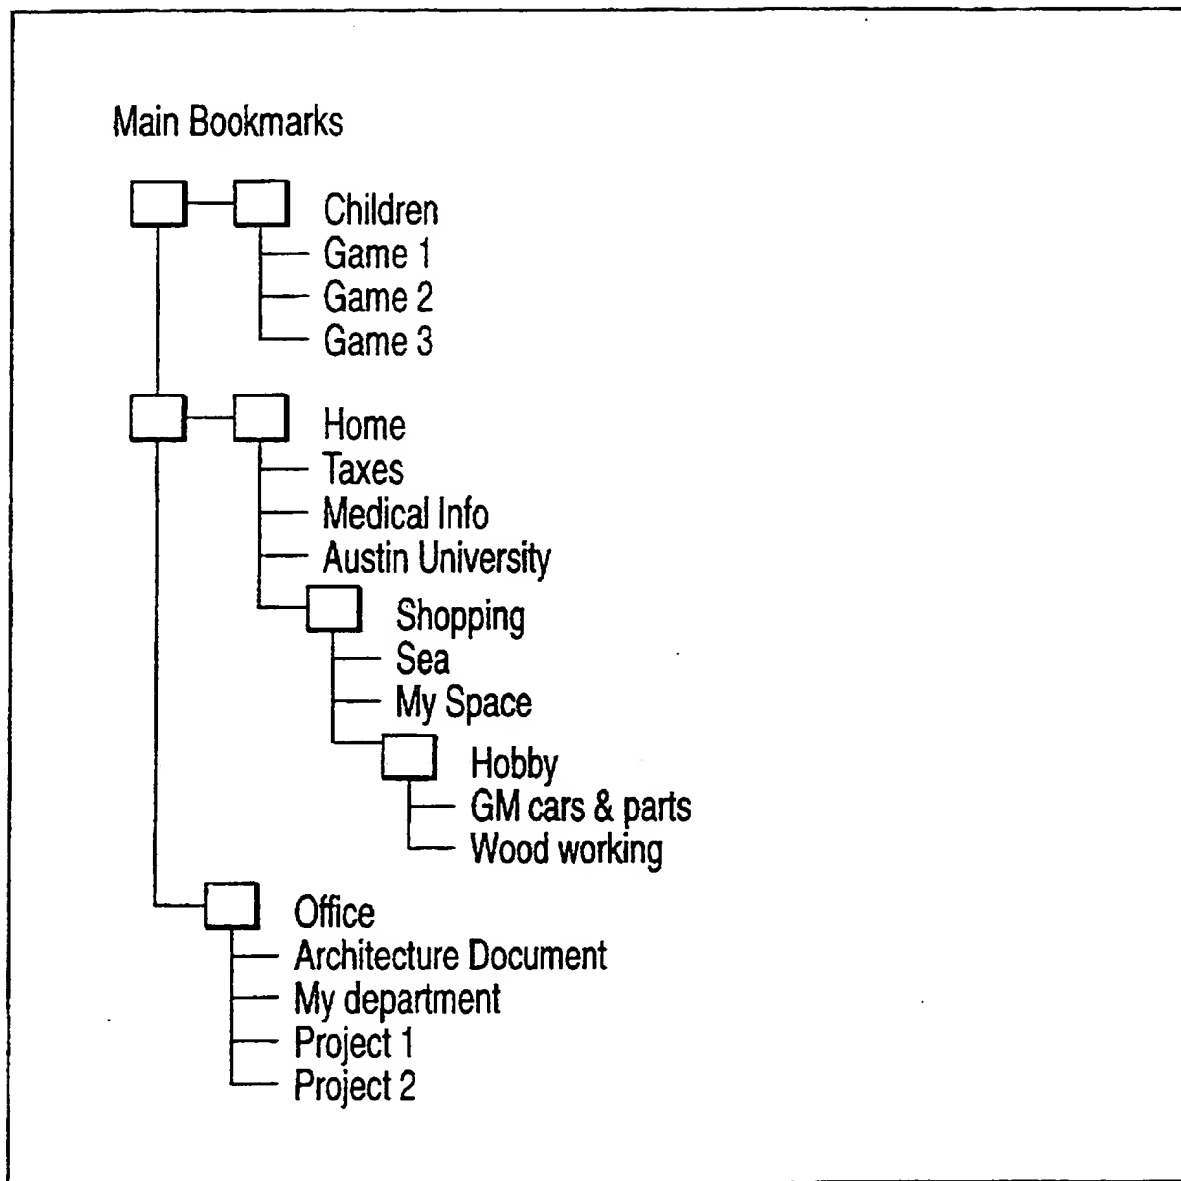 Main Bookmarks
Children
Game 1
Game 2
Game 3
Home
Taxes
Medical Info
Austin University
Shopping
Sea
My Space
Hobby
GM cars & parts
Wood working
Office
Architecture Document
My department
Project 1
Project 2